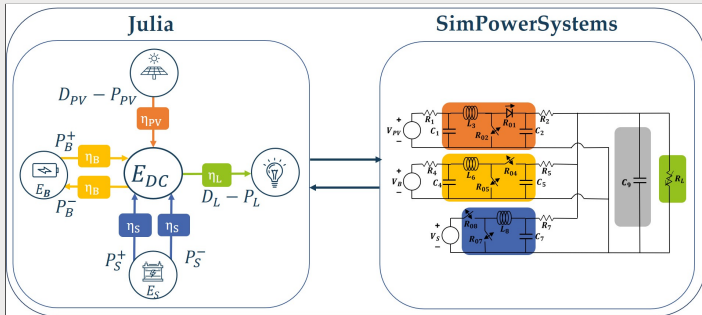 Julia
SimPowerSystems
D_PV − P_PV
η_PV
P_B^+
η_B
E_B
E_DC
η_L
η_B
P_B^-
D_L − P_L
η_S
η_S
P_S^+
P_S^-
E_S
+
V_PV
−
R_1
C_1
L_3
R_02
R_01
C_2
R_2
+
V_B
−
R_4
C_4
L_6
R_05
R_04
C_5
R_5
C_9
R_L
+
V_S
−
R_08
R_07
L_8
C_7
R_7